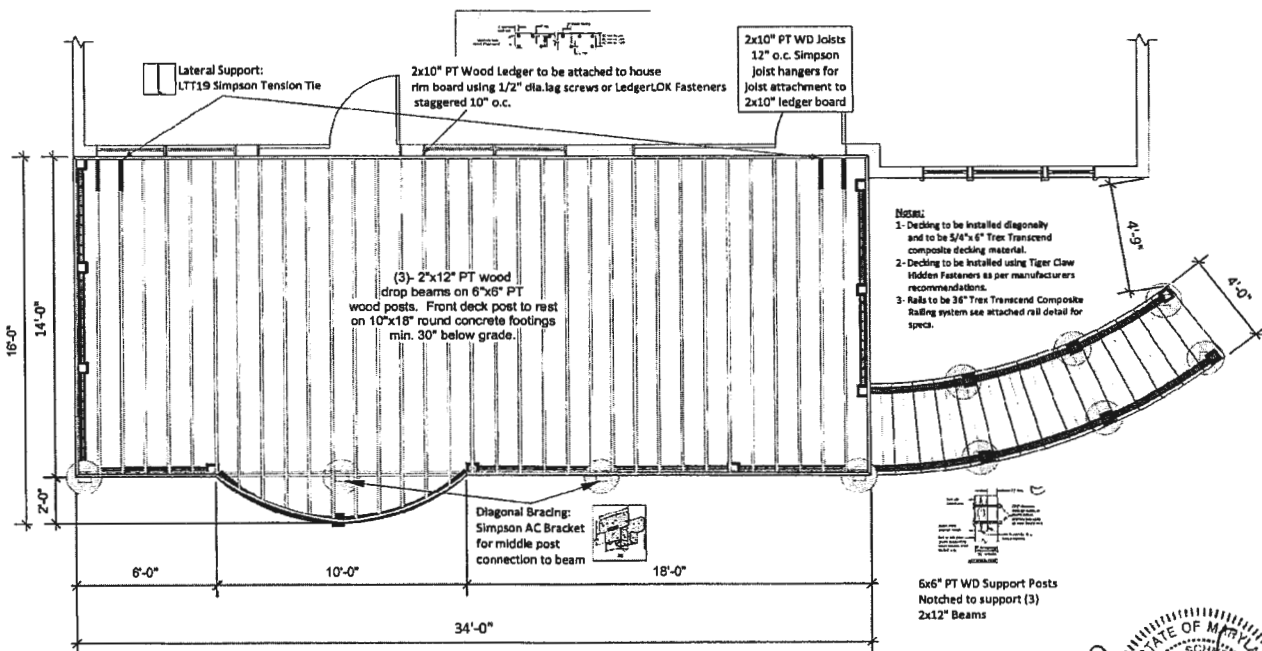 Lateral Support:
LTT19 Simpson Tension Tie
2x10" PT Wood Ledger to be attached to house
rim board using 1/2" dia.lag screws or LedgerLOK Fasteners
staggered 10" o.c.
2x10" PT WD Joists
12" o.c. Simpson
joist hangers for
joist attachment to
2x10" ledger board
Notes:
1- Decking to be installed diagonally
and to be 5/4"x 6" Trex Transcend
composite decking material.
2- Decking to be installed using Tiger Claw
Hidden Fasteners as per manufacturers
recommendations.
3- Rails to be 36" Trex Transcend Composite
Railing system see attached rail detail for
specs.
4'-9"
4'-0"
(3)- 2"x12" PT wood
drop beams on 6"x6" PT
wood posts. Front deck post to rest
on 10"x18" round concrete footings
min. 30" below grade.
16'-0"
14'-0"
2'-0"
Diagonal Bracing:
Simpson AC Bracket
for middle post
connection to beam
6'-0"
10'-0"
18'-0"
34'-0"
6x6" PT WD Support Posts
Notched to support (3)
2x12" Beams
STATE OF MARYL